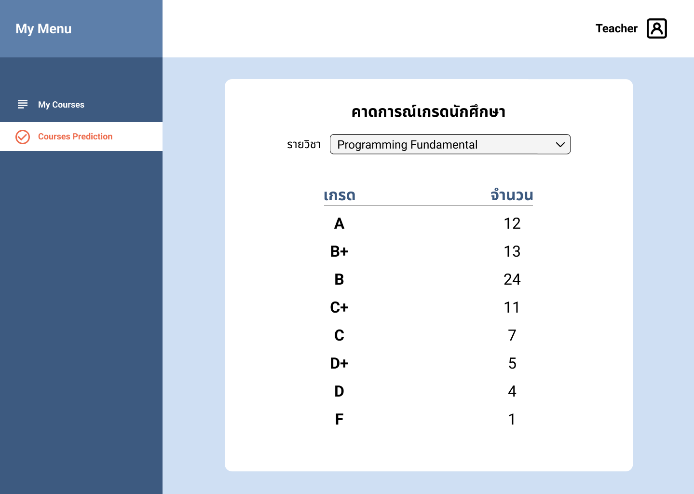 My Menu
Teacher
My Courses
Courses Prediction
คาดการณ์เกรดนักศึกษา
รายวิชา Programming Fundamental
เกรด จำนวน
A 12
B+ 13
B 24
C+ 11
C 7
D+ 5
D 4
F 1